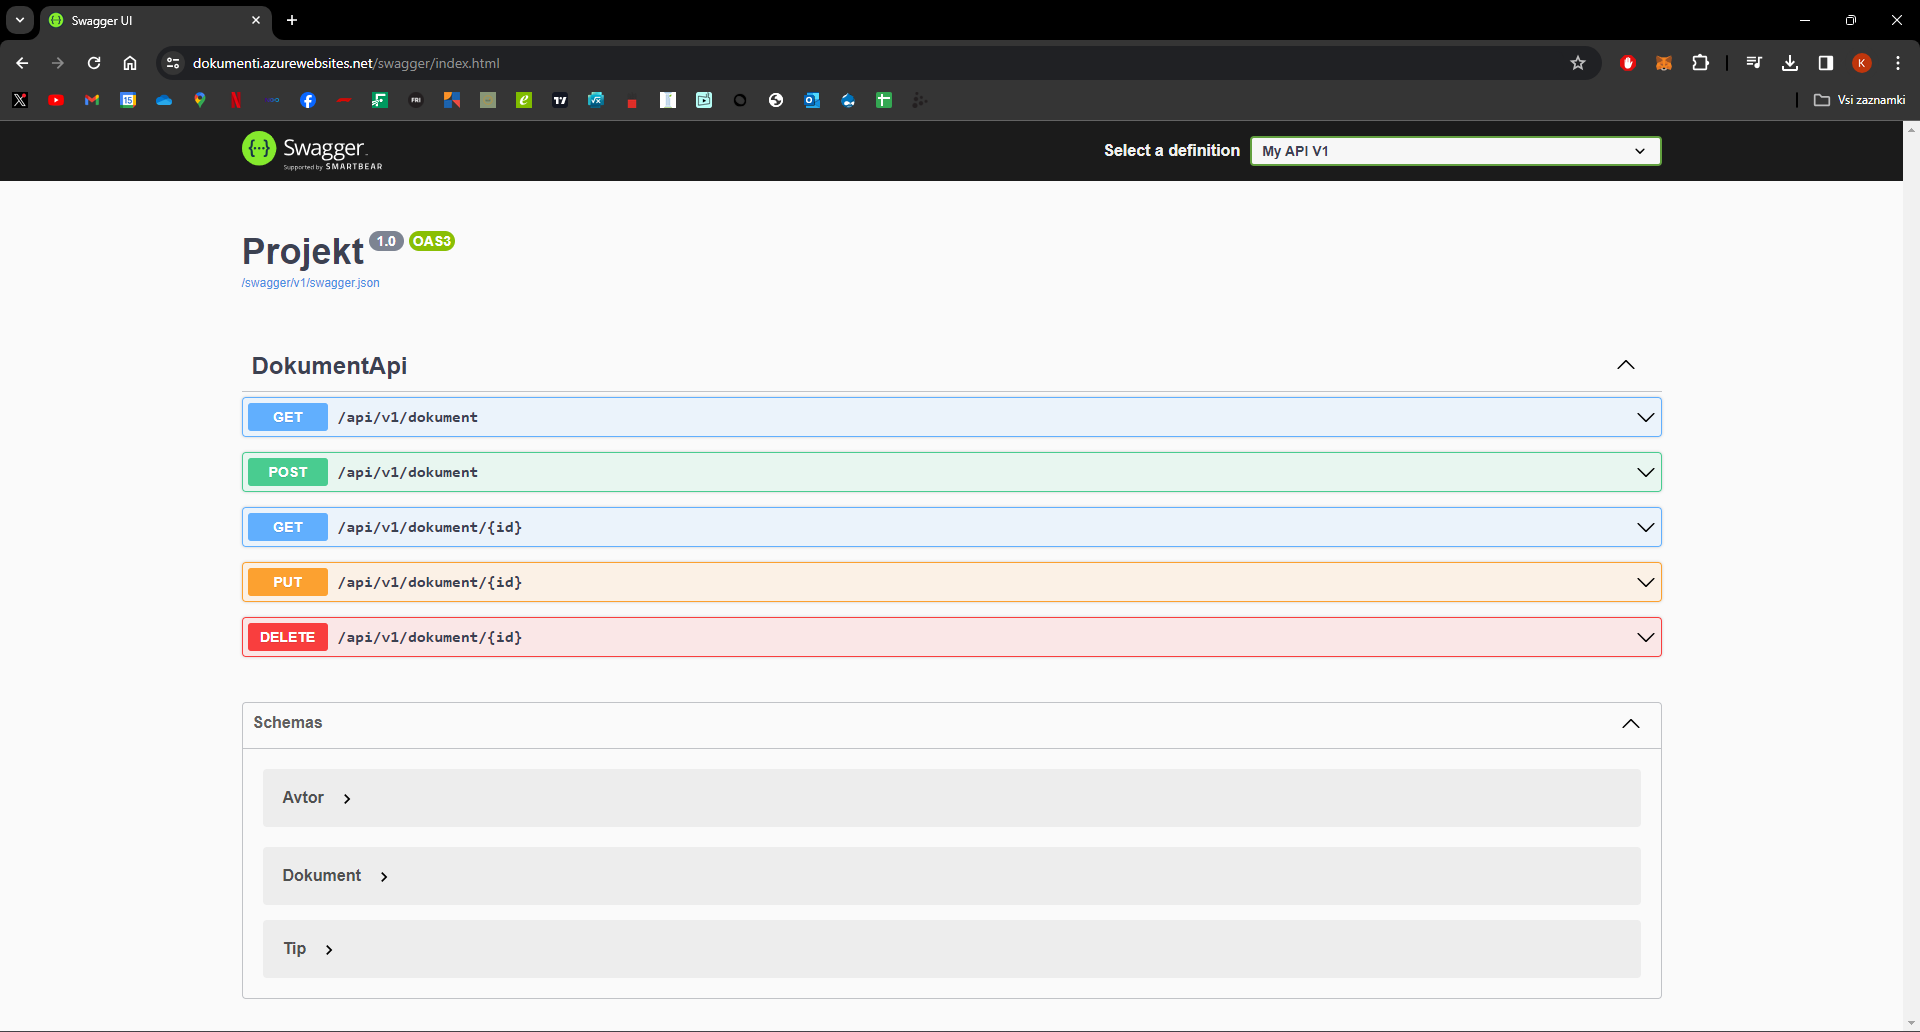 Swagger UI
dokumenti.azurewebsites.net/swagger/index.html
K
15
FRI
Vsi zaznamki
Swagger.
Supported by SMARTBEAR
Select a definition
My API V1
Projekt 1.0 OAS3
/swagger/v1/swagger.json
DokumentApi
GET /api/v1/dokument
POST /api/v1/dokument
GET /api/v1/dokument/{id}
PUT /api/v1/dokument/{id}
DELETE /api/v1/dokument/{id}
Schemas
Avtor
Dokument
Tip